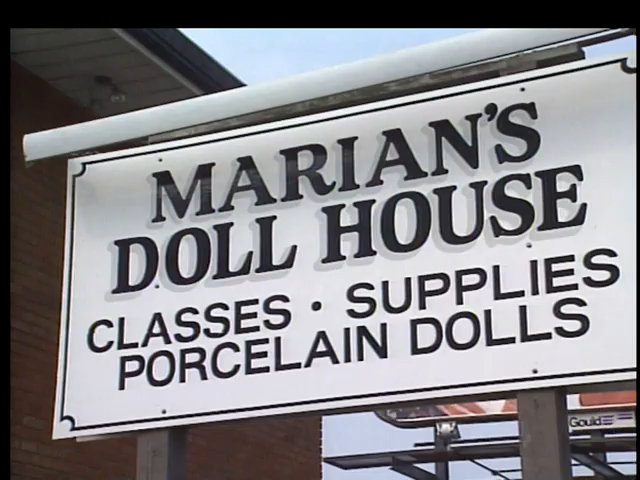 MARIAN'S
DOLL HOUSE
CLASSES · SUPPLIES
PORCELAIN DOLLS
Gould